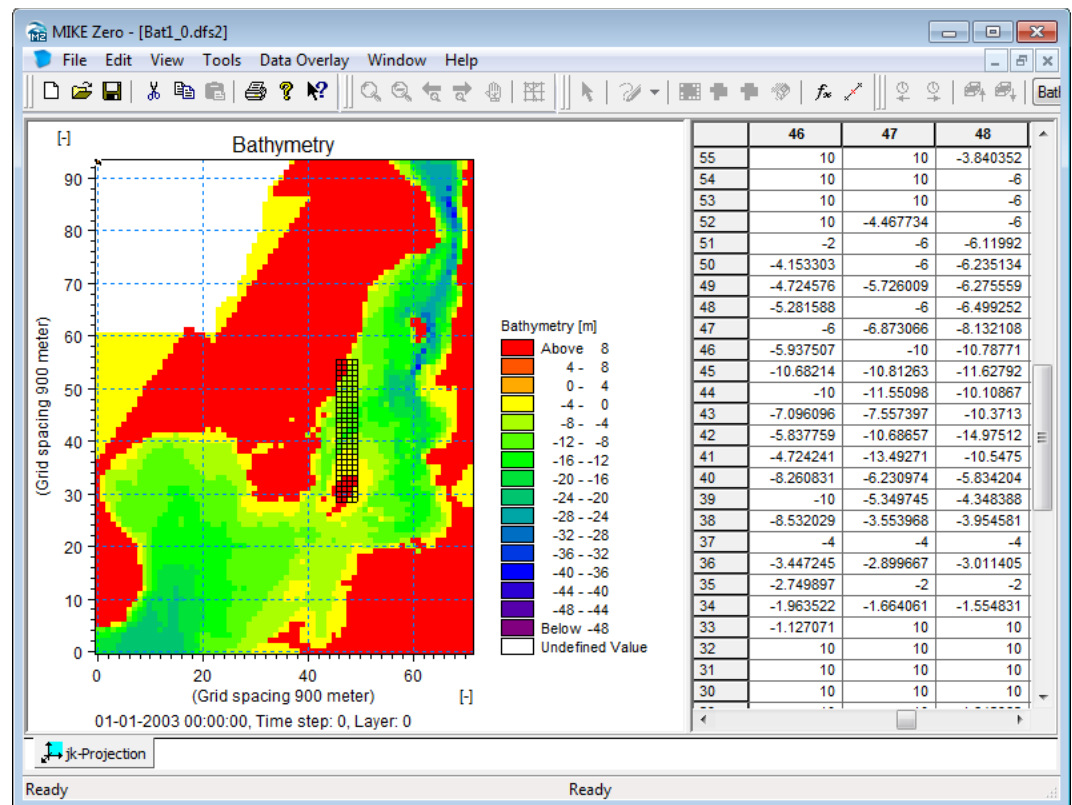 MIKE Zero - [Bat1_0.dfs2]
File Edit View Tools Data Overlay Window Help
[-]
Bathymetry
90
80
70
60
50
40
30
20
10
0
(Grid spacing 900 meter)
0 20 40 60
(Grid spacing 900 meter) [-]
01-01-2003 00:00:00, Time step: 0, Layer: 0
Bathymetry [m]
Above 8
4 - 8
0 - 4
-4 - 0
-8 - -4
-12 - -8
-16 - -12
-20 - -16
-24 - -20
-28 - -24
-32 - -28
-36 - -32
-40 - -36
-44 - -40
-48 - -44
Below -48
Undefined Value
46 47 48
55 10 10 -3.840352
54 10 10 -6
53 10 10 -6
52 10 -4.467734 -6
51 -2 -6 -6.11992
50 -4.153303 -6 -6.235134
49 -4.724576 -5.726009 -6.275559
48 -5.281588 -6 -6.499252
47 -6 -6.873066 -8.132108
46 -5.937507 -10 -10.78771
45 -10.68214 -10.81263 -11.62792
44 -10 -11.55098 -10.10867
43 -7.096096 -7.557397 -10.3713
42 -5.837759 -10.68657 -14.97512
41 -4.724241 -13.49271 -10.5475
40 -8.260831 -6.230974 -5.834204
39 -10 -5.349745 -4.348388
38 -8.532029 -3.553968 -3.954581
37 -4 -4 -4
36 -3.447245 -2.899667 -3.011405
35 -2.749897 -2 -2
34 -1.963522 -1.664061 -1.554831
33 -1.127071 10 10
32 10 10 10
31 10 10 10
30 10 10 10
jk-Projection
Ready Ready